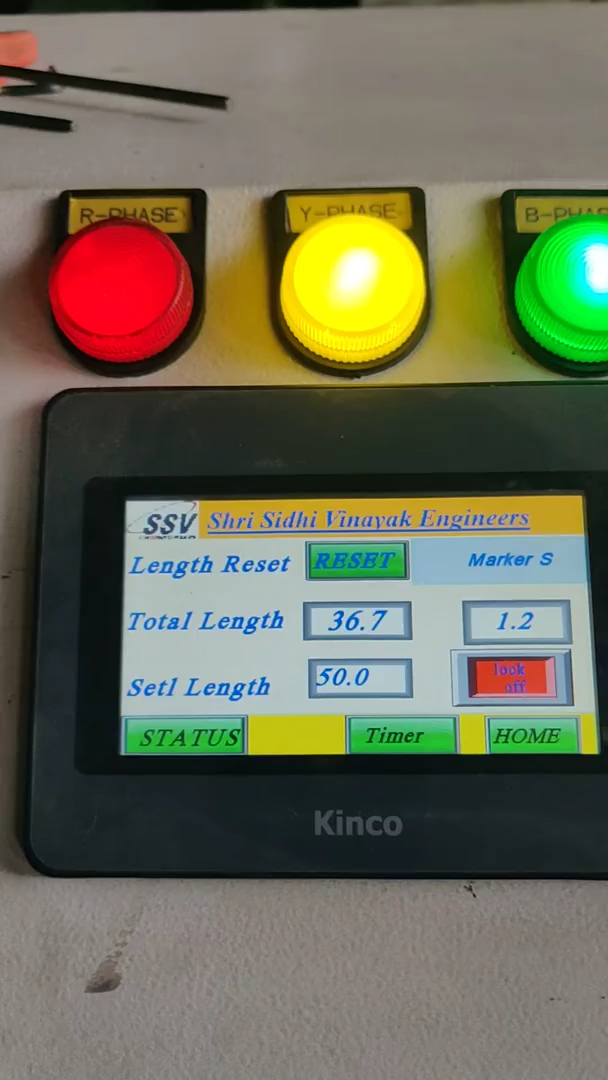 R-PHASE
Y-PHASE
B-PHAS
SSV
Shri Sidhi Vinayak Engineers
Length Reset
RESET
Marker S
Total Length
36.7
1.2
Setl Length
50.0
lock
off
STATUS
Timer
HOME
Kinco